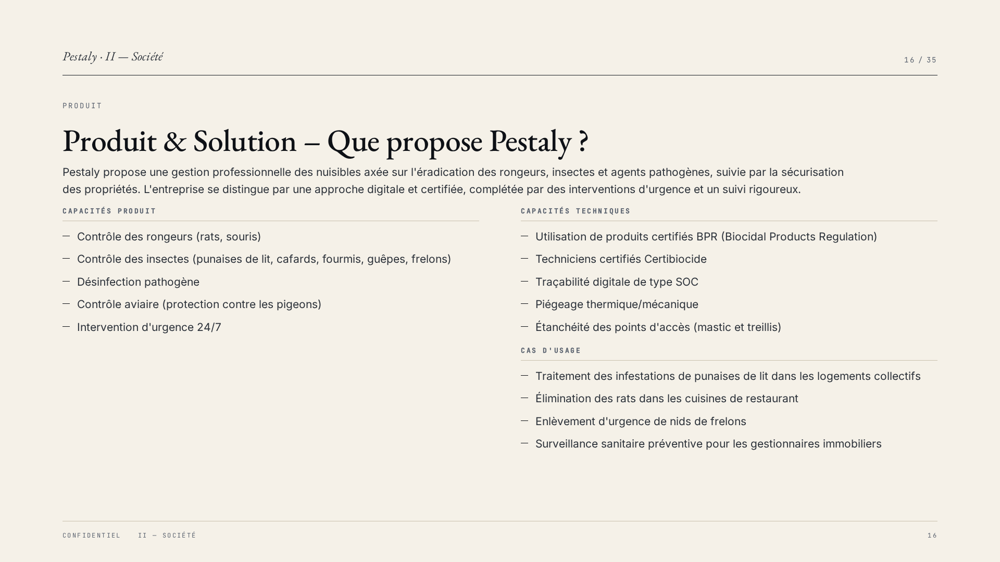 Pestaly · II — Société
16 / 35
PRODUIT
Produit & Solution – Que propose Pestaly ?
Pestaly propose une gestion professionnelle des nuisibles axée sur l'éradication des rongeurs, insectes et agents pathogènes, suivie par la sécurisation
des propriétés. L'entreprise se distingue par une approche digitale et certifiée, complétée par des interventions d'urgence et un suivi rigoureux.
CAPACITÉS PRODUIT
— Contrôle des rongeurs (rats, souris)
— Contrôle des insectes (punaises de lit, cafards, fourmis, guêpes, frelons)
— Désinfection pathogène
— Contrôle aviaire (protection contre les pigeons)
— Intervention d'urgence 24/7
CAPACITÉS TECHNIQUES
— Utilisation de produits certifiés BPR (Biocidal Products Regulation)
— Techniciens certifiés Certibiocide
— Traçabilité digitale de type SOC
— Piégeage thermique/mécanique
— Étanchéité des points d'accès (mastic et treillis)
CAS D'USAGE
— Traitement des infestations de punaises de lit dans les logements collectifs
— Élimination des rats dans les cuisines de restaurant
— Enlèvement d'urgence de nids de frelons
— Surveillance sanitaire préventive pour les gestionnaires immobiliers
CONFIDENTIEL II — SOCIÉTÉ
16